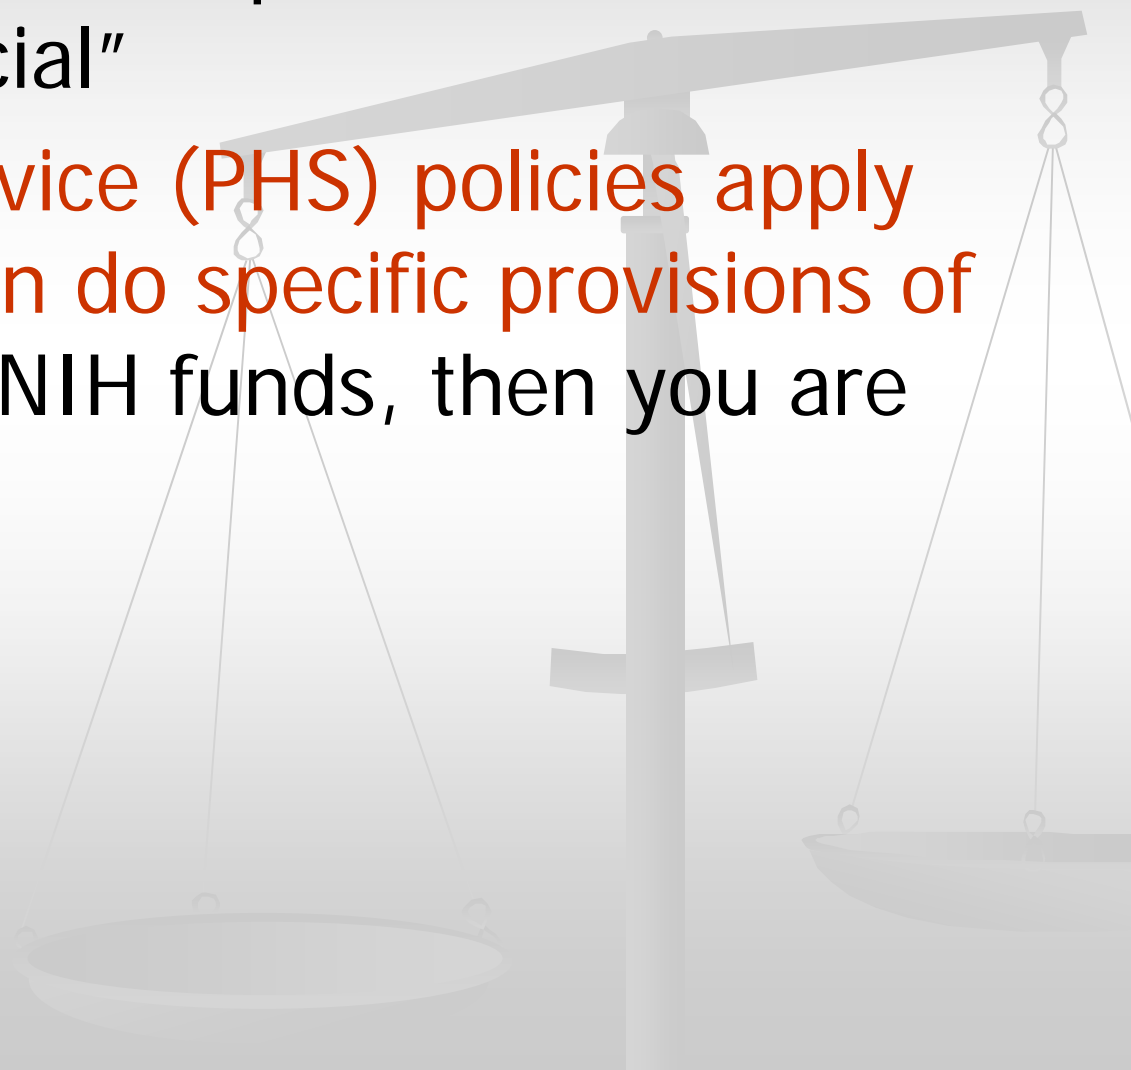 cial”
vice (PHS) policies apply
n do specific provisions of
NIH funds, then you are